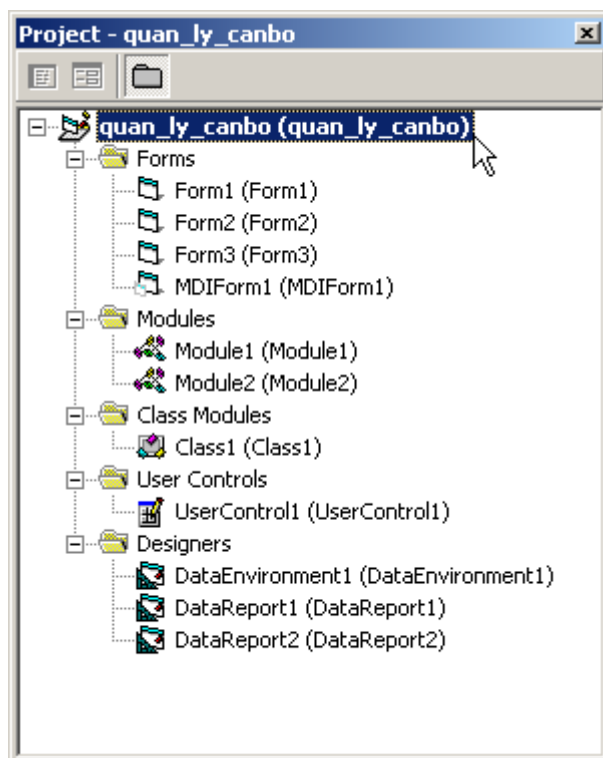 Project - quan_ly_canbo
quan_ly_canbo (quan_ly_canbo)
Forms
Form1 (Form1)
Form2 (Form2)
Form3 (Form3)
MDIForm1 (MDIForm1)
Modules
Module1 (Module1)
Module2 (Module2)
Class Modules
Class1 (Class1)
User Controls
UserControl1 (UserControl1)
Designers
DataEnvironment1 (DataEnvironment1)
DataReport1 (DataReport1)
DataReport2 (DataReport2)